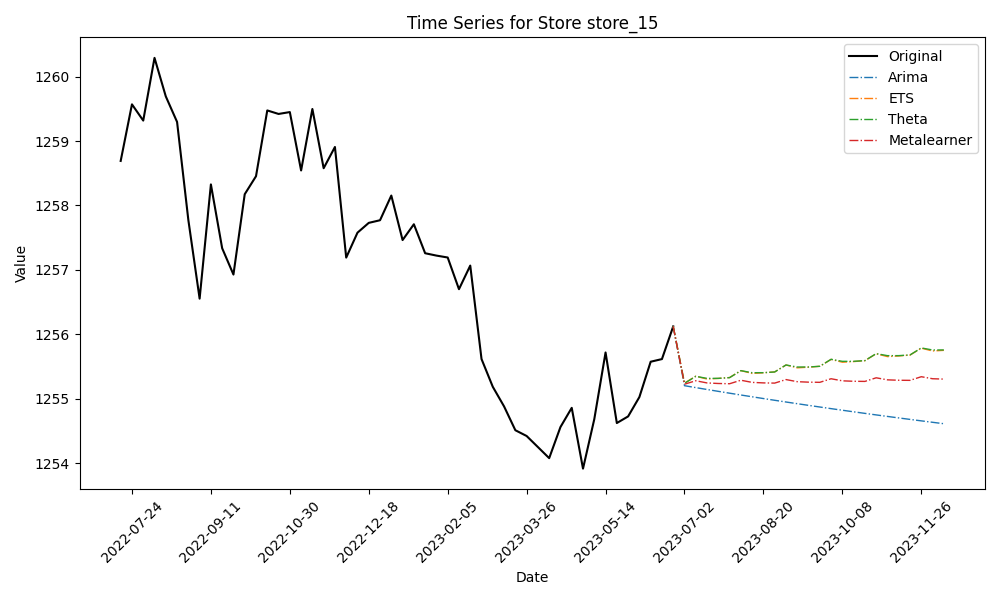 Time Series for Store store_15
Original
Arima
ETS
Theta
Metalearner
Value
1260
1259
1258
1257
1256
1255
1254
2022-07-24
2022-09-11
2022-10-30
2022-12-18
2023-02-05
2023-03-26
2023-05-14
2023-07-02
2023-08-20
2023-10-08
2023-11-26
Date